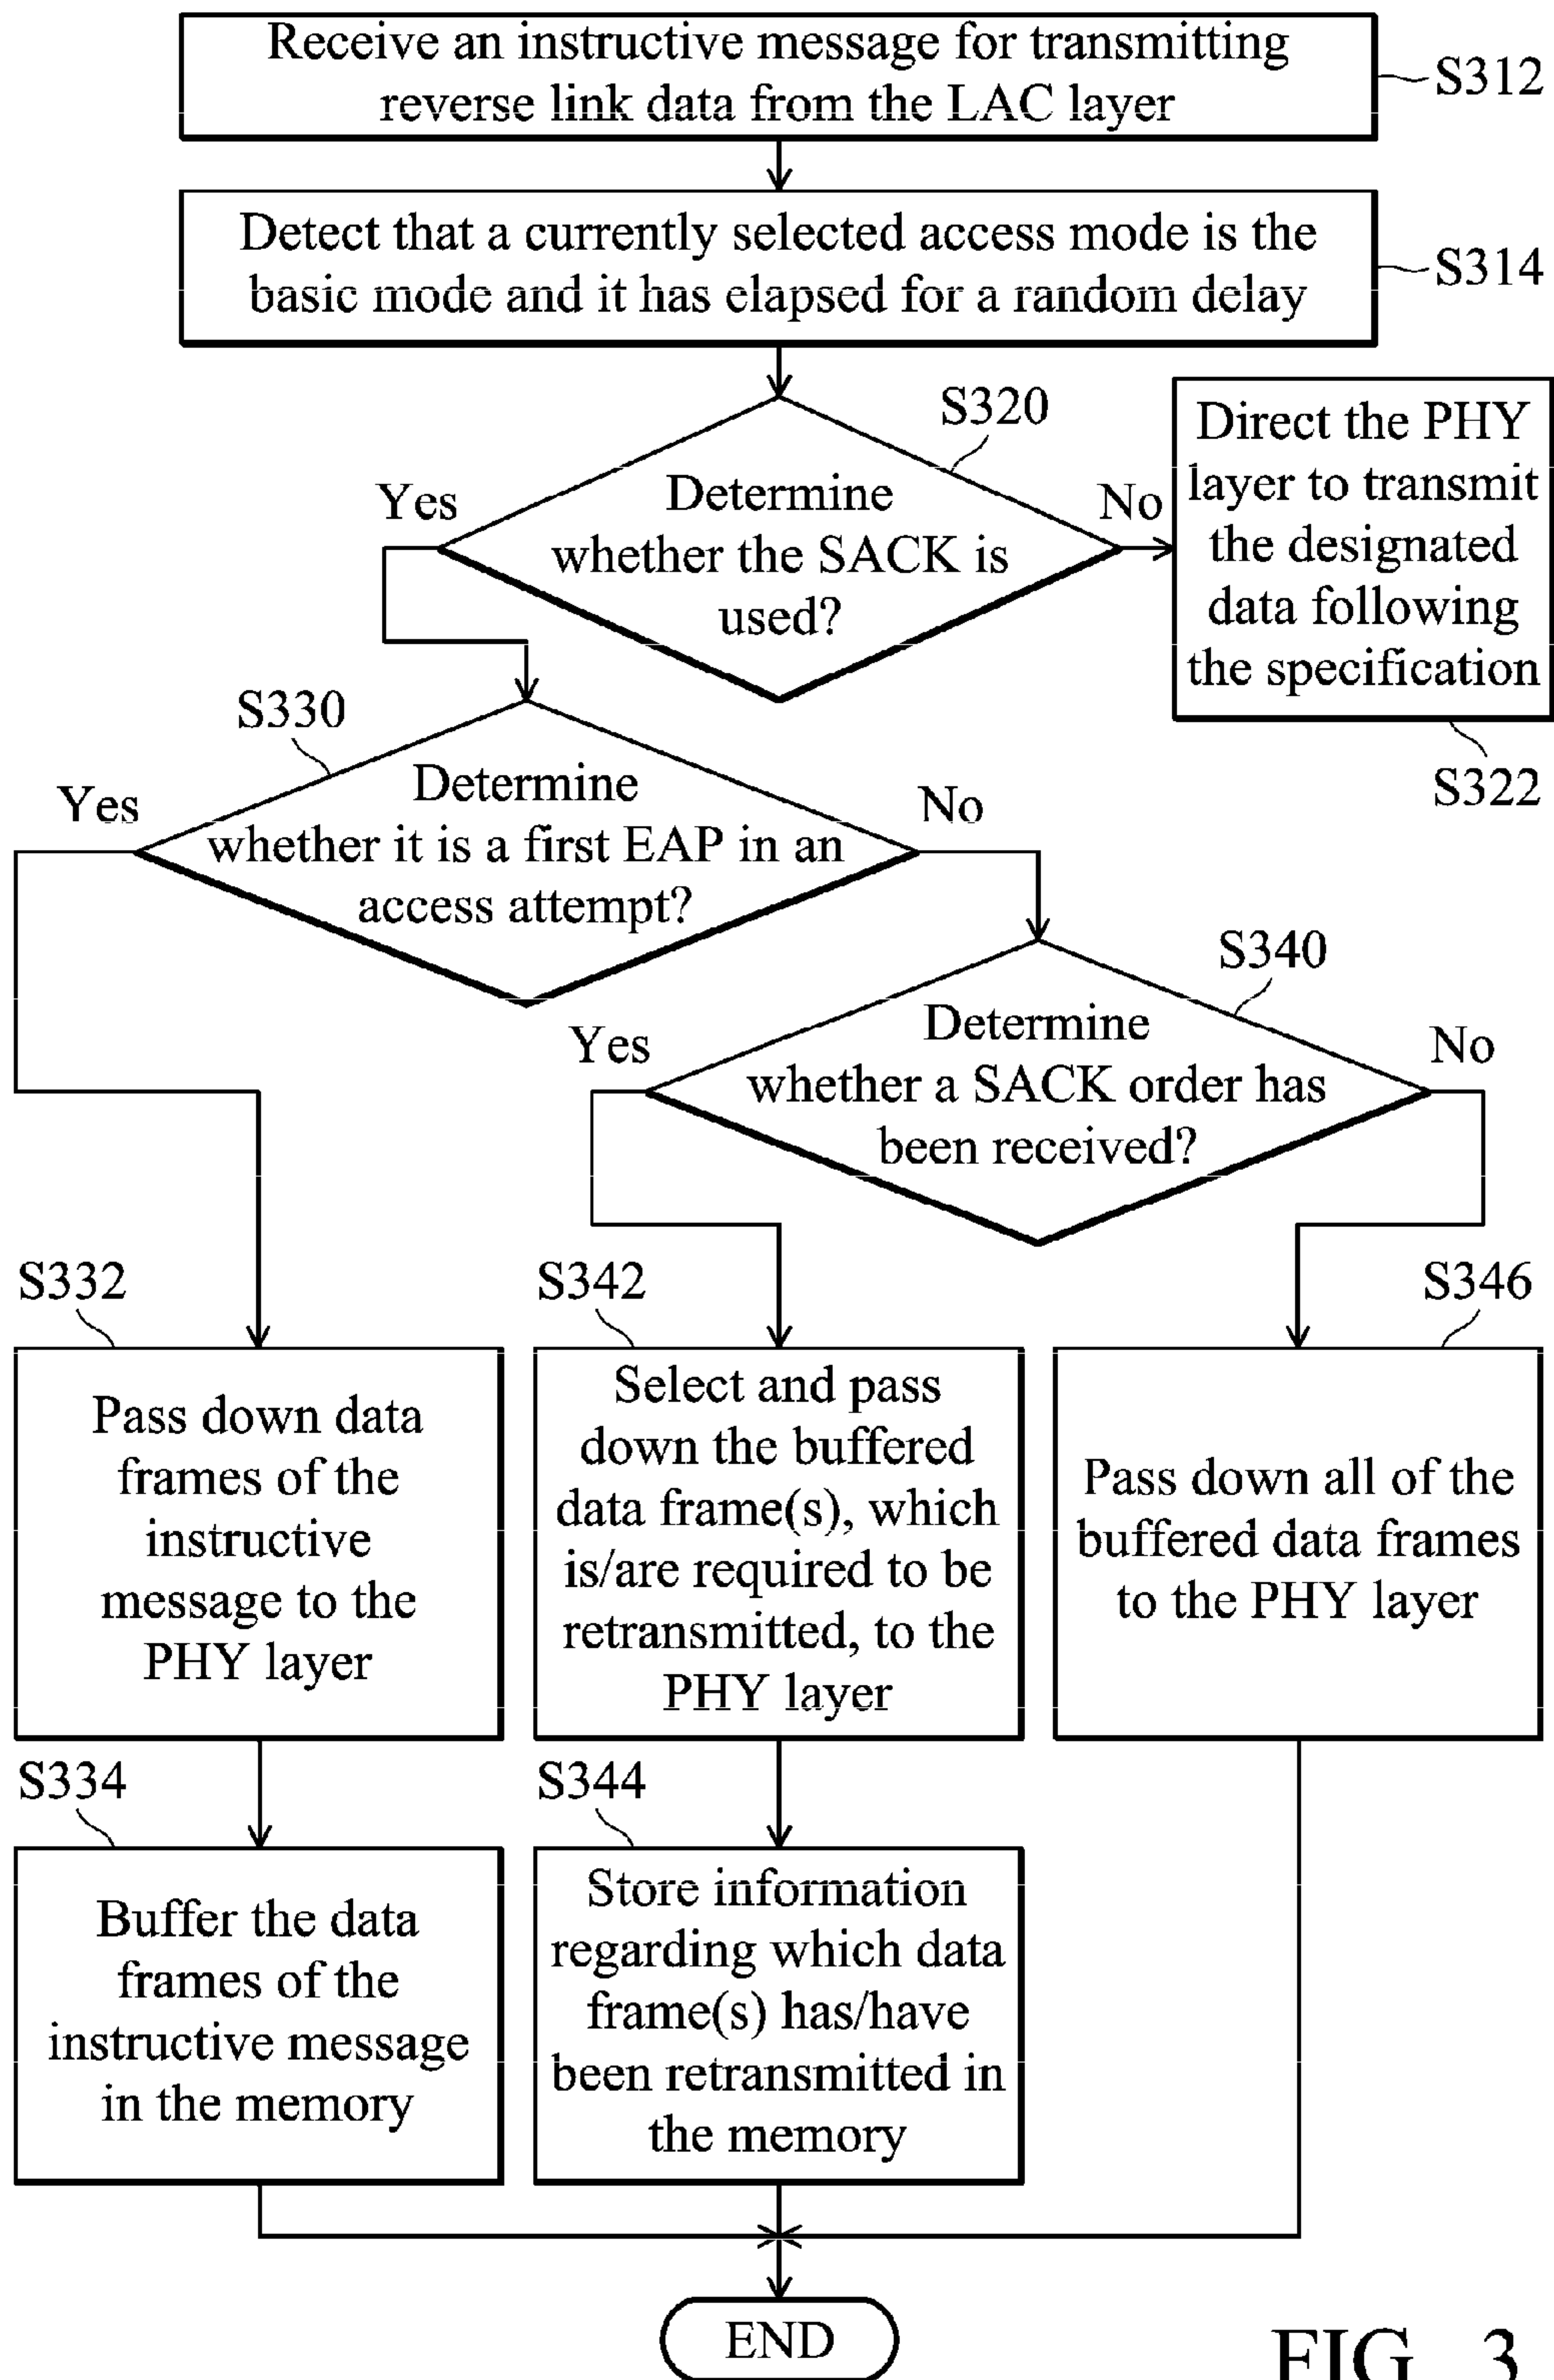 Receive an instructive message for transmitting
reverse link data from the LAC layer
S312
Detect that a currently selected access mode is the
basic mode and it has elapsed for a random delay
S314
S320
Determine
whether the SACK is
used?
Yes
No
Direct the PHY
layer to transmit
the designated
data following
the specification
S322
S330
Determine
whether it is a first EAP in an
access attempt?
Yes
No
S340
Determine
whether a SACK order has
been received?
Yes
No
S332
Pass down data
frames of the
instructive
message to the
PHY layer
S342
Select and pass
down the buffered
data frame(s), which
is/are required to be
retransmitted, to the
PHY layer
S346
Pass down all of the
buffered data frames
to the PHY layer
S334
Buffer the data
frames of the
instructive message
in the memory
S344
Store information
regarding which data
frame(s) has/have
been retransmitted in
the memory
END
FIG. 3